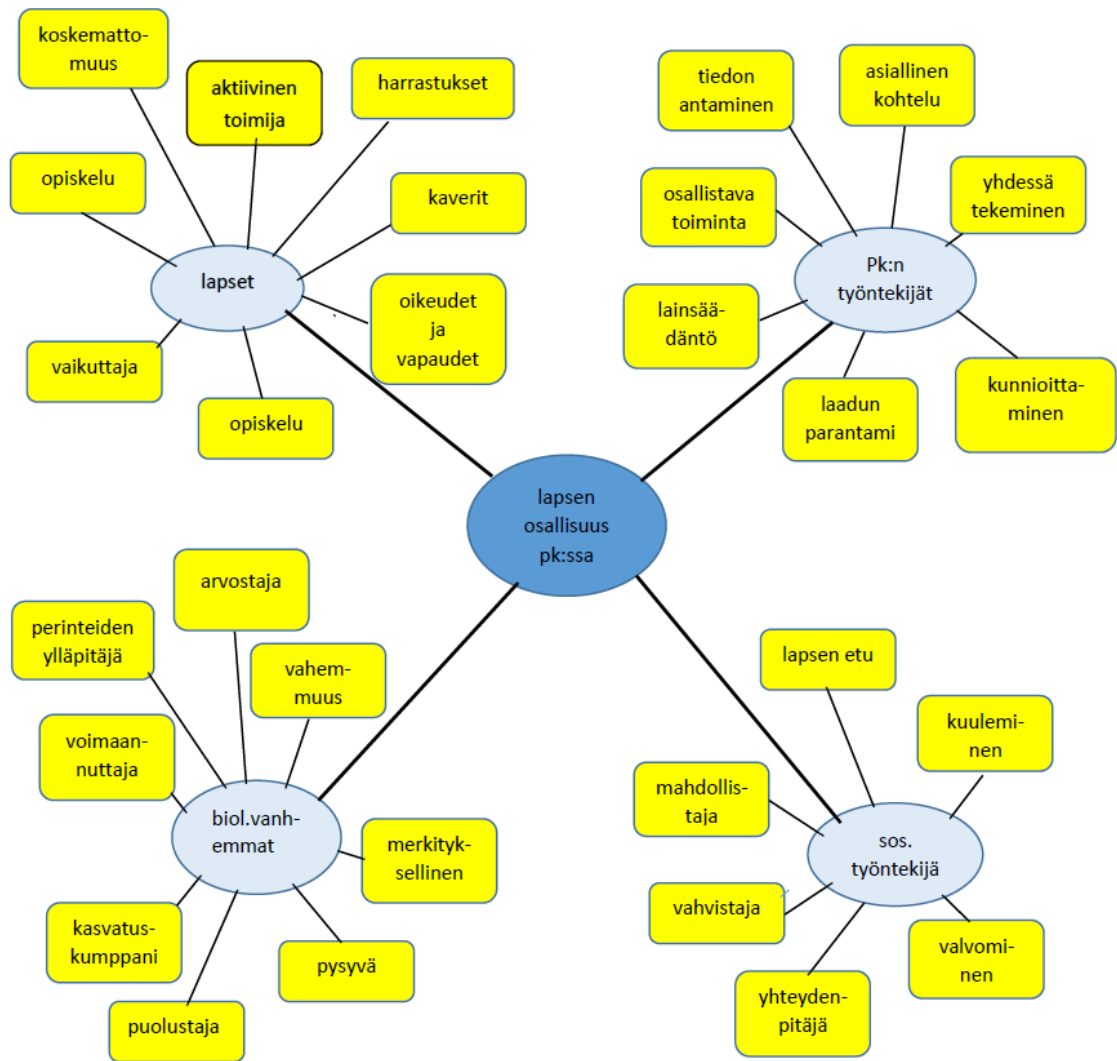 koskematto-
muus
aktiivinen
toimija
harrastukset
opiskelu
kaverit
lapset
oikeudet
ja
vapaudet
vaikuttaja
opiskelu
tiedon
antaminen
asiallinen
kohtelu
osallistava
toiminta
yhdessä
tekeminen
Pk:n
työntekijät
lainsää-
däntö
laadun
parantami
kunnioitta-
minen
lapsen
osallisuus
pk:ssa
arvostaja
perinteiden
ylläpitäjä
vahem-
muus
voimaan-
nuttaja
biol.vanh-
emmat
merkityk-
sellinen
kasvatus-
kumppani
pysyvä
puolustaja
lapsen etu
kuulemi-
nen
mahdollis-
taja
sos.
työntekijä
vahvistaja
valvomi-
nen
yhteyden-
pitäjä